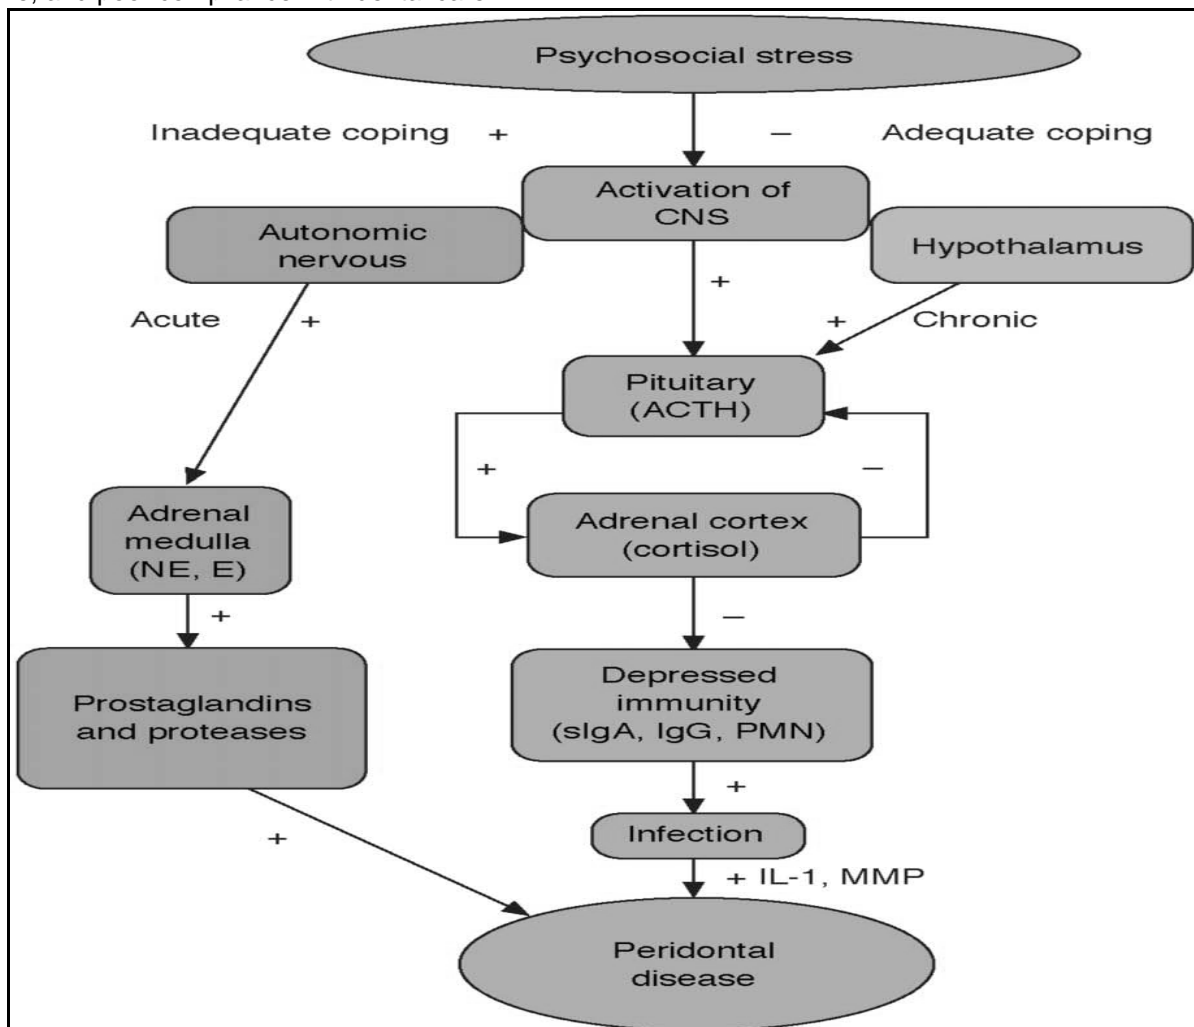 Psychosocial stress
Inadequate coping + – Adequate coping
Activation of
CNS
Autonomic
nervous
Hypothalamus
+
Acute +
+ Chronic
Pituitary
(ACTH)
+ –
Adrenal
medulla
(NE, E)
Adrenal cortex
(cortisol)
+
–
Prostaglandins
and proteases
Depressed
immunity
(sIgA, IgG, PMN)
+
+
Infection
+ IL-1, MMP
Peridontal
disease